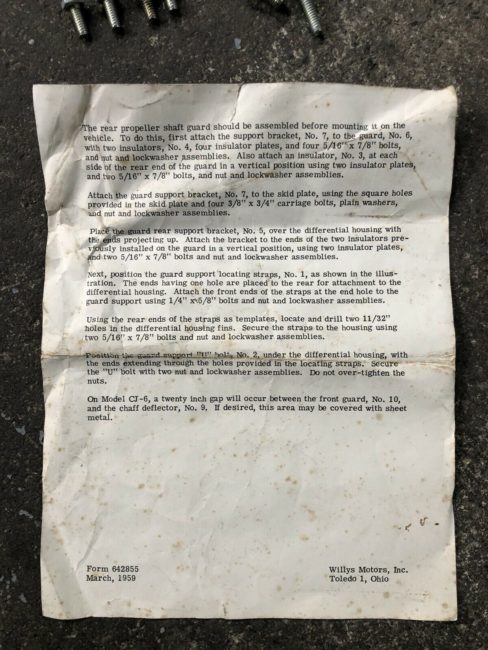 The rear propeller shaft guard should be assembled before mounting it on the
vehicle. To do this, first attach the support bracket, No. 7, to the guard, No. 6,
with two insulators, No. 4, four insulator plates, and four 5/16" x 7/8" bolts,
and nut and lockwasher assemblies. Also attach an insulator, No. 3, at each
side of the rear end of the guard in a vertical position using two insulator plates,
and two 5/16" x 7/8" bolts, and nut and lockwasher assemblies.
Attach the guard support bracket, No. 7, to the skid plate, using the square holes
provided in the skid plate and four 3/8" x 3/4" carriage bolts, plain washers,
and nut and lockwasher assemblies.
Place the guard rear support bracket, No. 5, over the differential housing with
the ends projecting up. Attach the bracket to the ends of the two insulators pre-
viously installed on the guard in a vertical position, using two insulator plates,
and two 5/16" x 7/8" bolts and nut and lockwasher assemblies.
Next, position the guard support locating straps, No. 1, as shown in the illus-
tration. The ends having one hole are placed to the rear for attachment to the
differential housing. Attach the front ends of the straps at the end hole to the
guard support using 1/4" x 5/8" bolts and nut and lockwasher assemblies.
Using the rear ends of the straps as templates, locate and drill two 11/32"
holes in the differential housing fins. Secure the straps to the housing using
two 5/16" x 7/8" bolts and nut and lockwasher assemblies.
Position the guard support "U" bolt, No. 2, under the differential housing, with
the ends extending through the holes provided in the locating straps. Secure
the "U" bolt with two nut and lockwasher assemblies. Do not over-tighten the
nuts.
On Model CJ-6, a twenty inch gap will occur between the front guard, No. 10,
and the chaff deflector, No. 9. If desired, this area may be covered with sheet
metal.
Form 642855
March, 1959
Willys Motors, Inc.
Toledo 1, Ohio